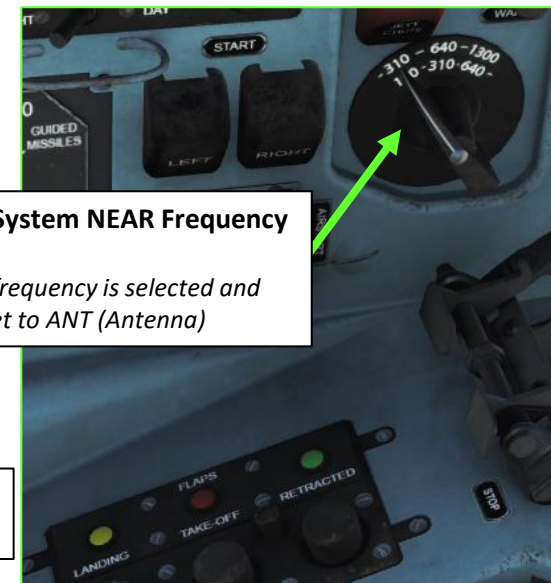 DAY
START
LEFT
RIGHT
GUIDED
MISSILES
- 310 - 640 - 1300
- 310 - 640 -
System NEAR Frequency
frequency is selected and
et to ANT (Antenna)
FLAPS
LANDING
TAKE-OFF
RETRACTED
STOP